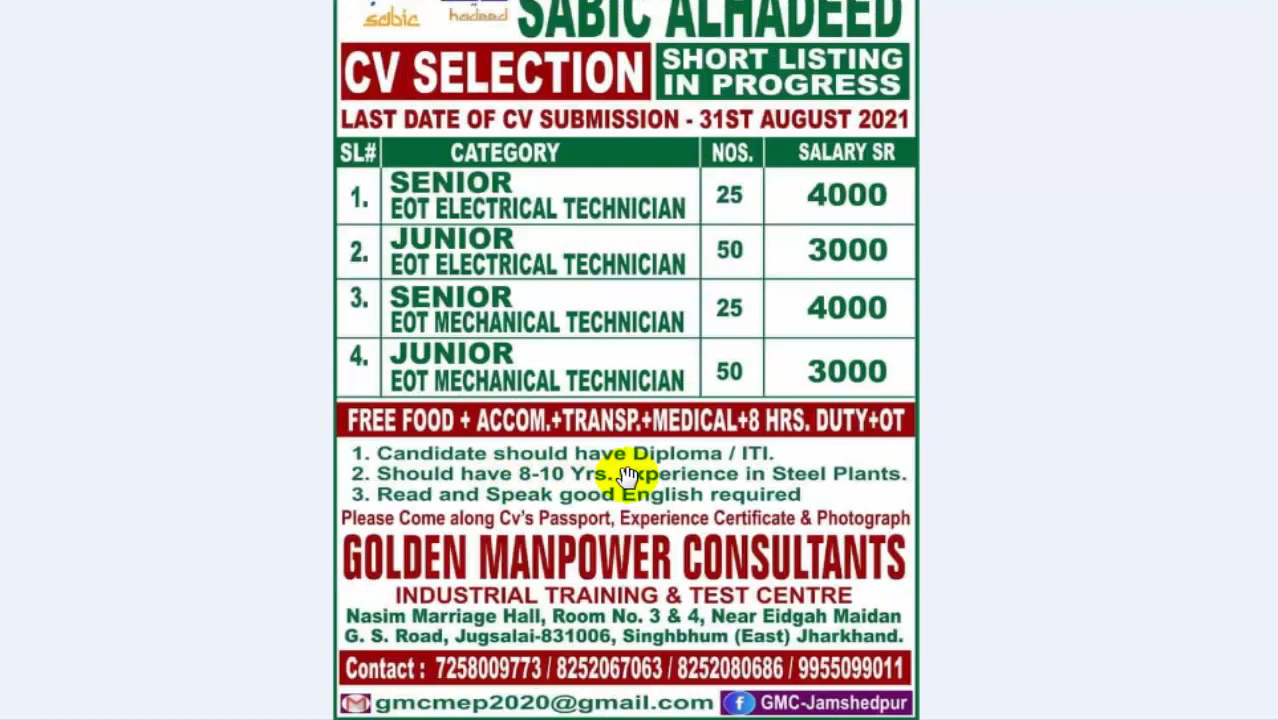 sabic
hadeed
SABIC ALHADEED
CV SELECTION
SHORT LISTING
IN PROGRESS
LAST DATE OF CV SUBMISSION - 31ST AUGUST 2021
SL# CATEGORY NOS. SALARY SR
1. SENIOR
EOT ELECTRICAL TECHNICIAN 25 4000
2. JUNIOR
EOT ELECTRICAL TECHNICIAN 50 3000
3. SENIOR
EOT MECHANICAL TECHNICIAN 25 4000
4. JUNIOR
EOT MECHANICAL TECHNICIAN 50 3000
FREE FOOD + ACCOM.+TRANSP.+MEDICAL+8 HRS. DUTY+OT
1. Candidate should have Diploma / ITI.
2. Should have 8-10 Yrs. Experience in Steel Plants.
3. Read and Speak good English required
Please Come along Cv's Passport, Experience Certificate & Photograph
GOLDEN MANPOWER CONSULTANTS
INDUSTRIAL TRAINING & TEST CENTRE
Nasim Marriage Hall, Room No. 3 & 4, Near Eidgah Maidan
G. S. Road, Jugsalai-831006, Singhbhum (East) Jharkhand.
Contact : 7258009773 / 8252067063 / 8252080686 / 9955099011
gmcmep2020@gmail.com f GMC-Jamshedpur